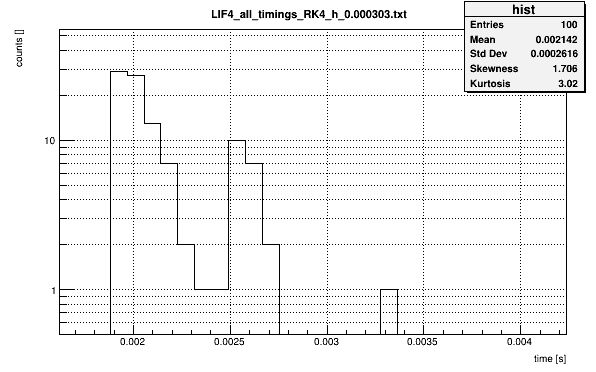 LIF4_all_timings_RK4_h_0.000303.txt
hist
Entries 100
Mean 0.002142
Std Dev 0.0002616
Skewness 1.706
Kurtosis 3.02
counts []
10
1
0.002 0.0025 0.003 0.0035 0.004
time [s]